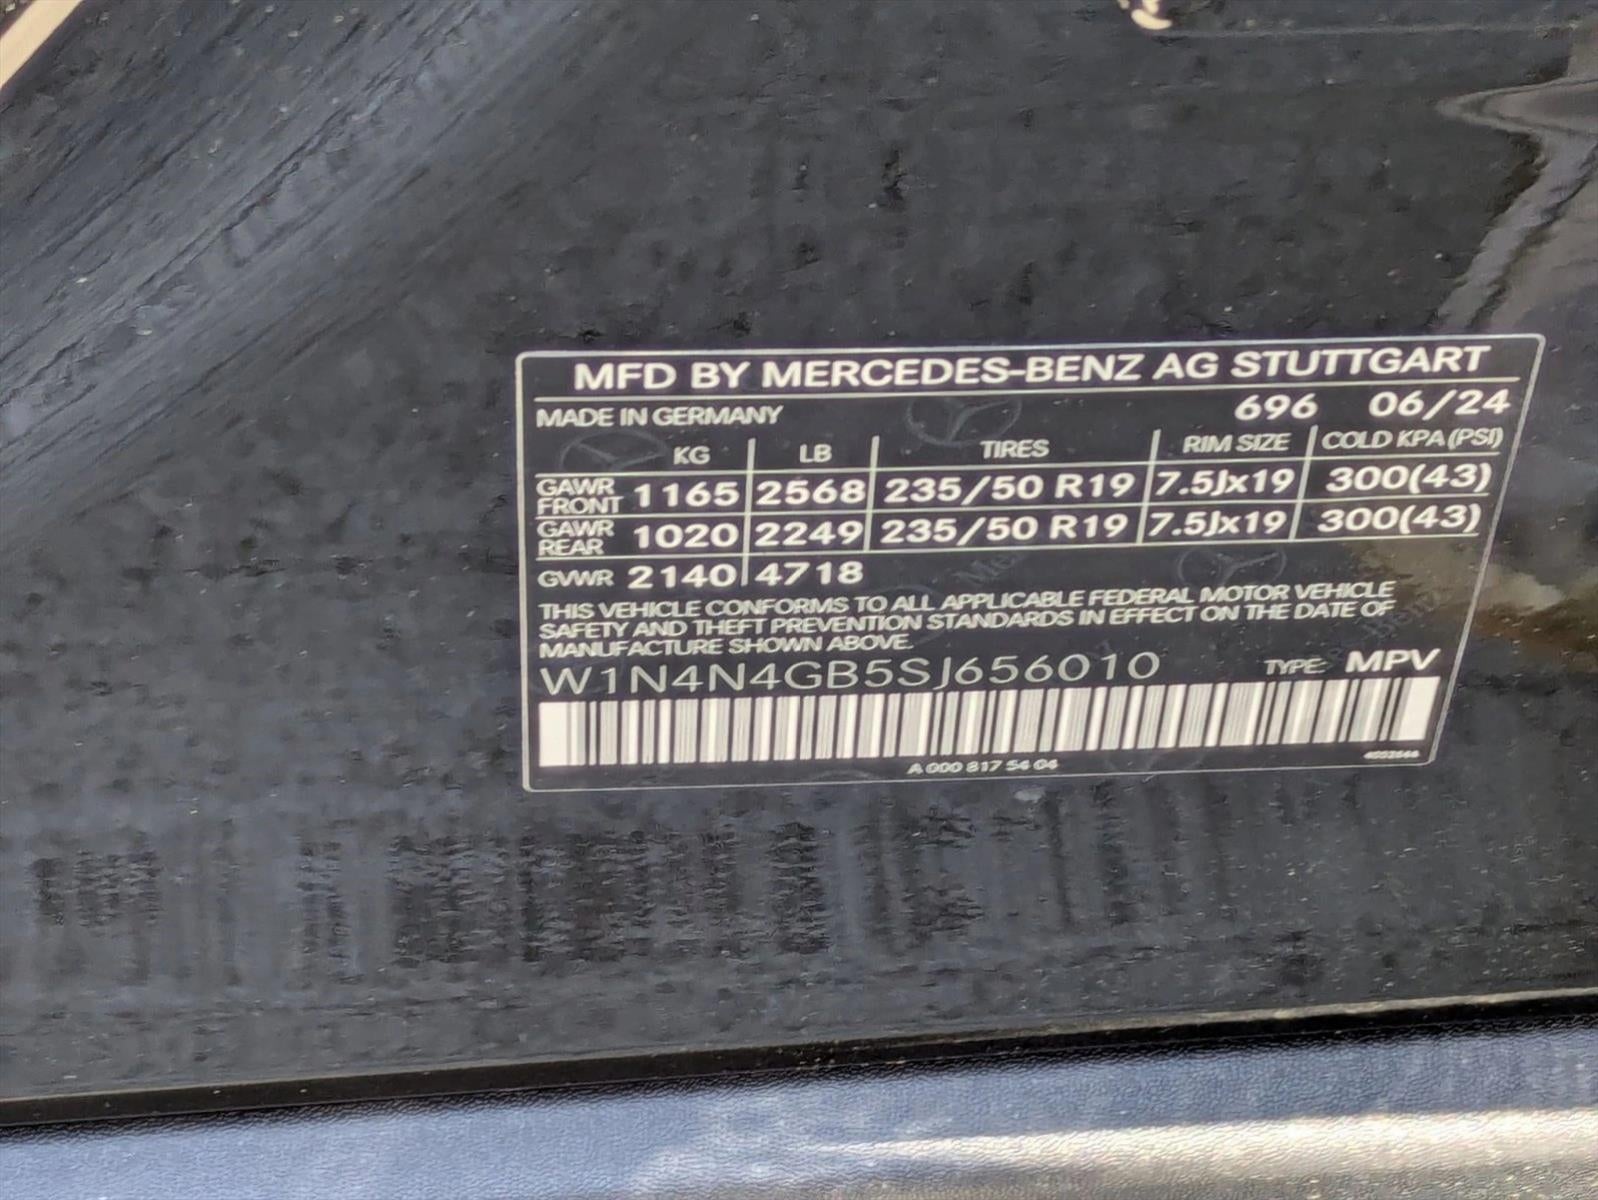 MFD BY MERCEDES-BENZ AG STUTTGART
MADE IN GERMANY 696 06/24
KG LB TIRES RIM SIZE COLD KPA (PSI)
GAWR FRONT 1165 2568 235/50 R19 7.5Jx19 300(43)
GAWR REAR 1020 2249 235/50 R19 7.5Jx19 300(43)
GVWR 2140 4718
THIS VEHICLE CONFORMS TO ALL APPLICABLE FEDERAL MOTOR VEHICLE
SAFETY AND THEFT PREVENTION STANDARDS IN EFFECT ON THE DATE OF
MANUFACTURE SHOWN ABOVE.
W1N4N4GB5SJ656010 TYPE: MPV
A 000 817 54 04